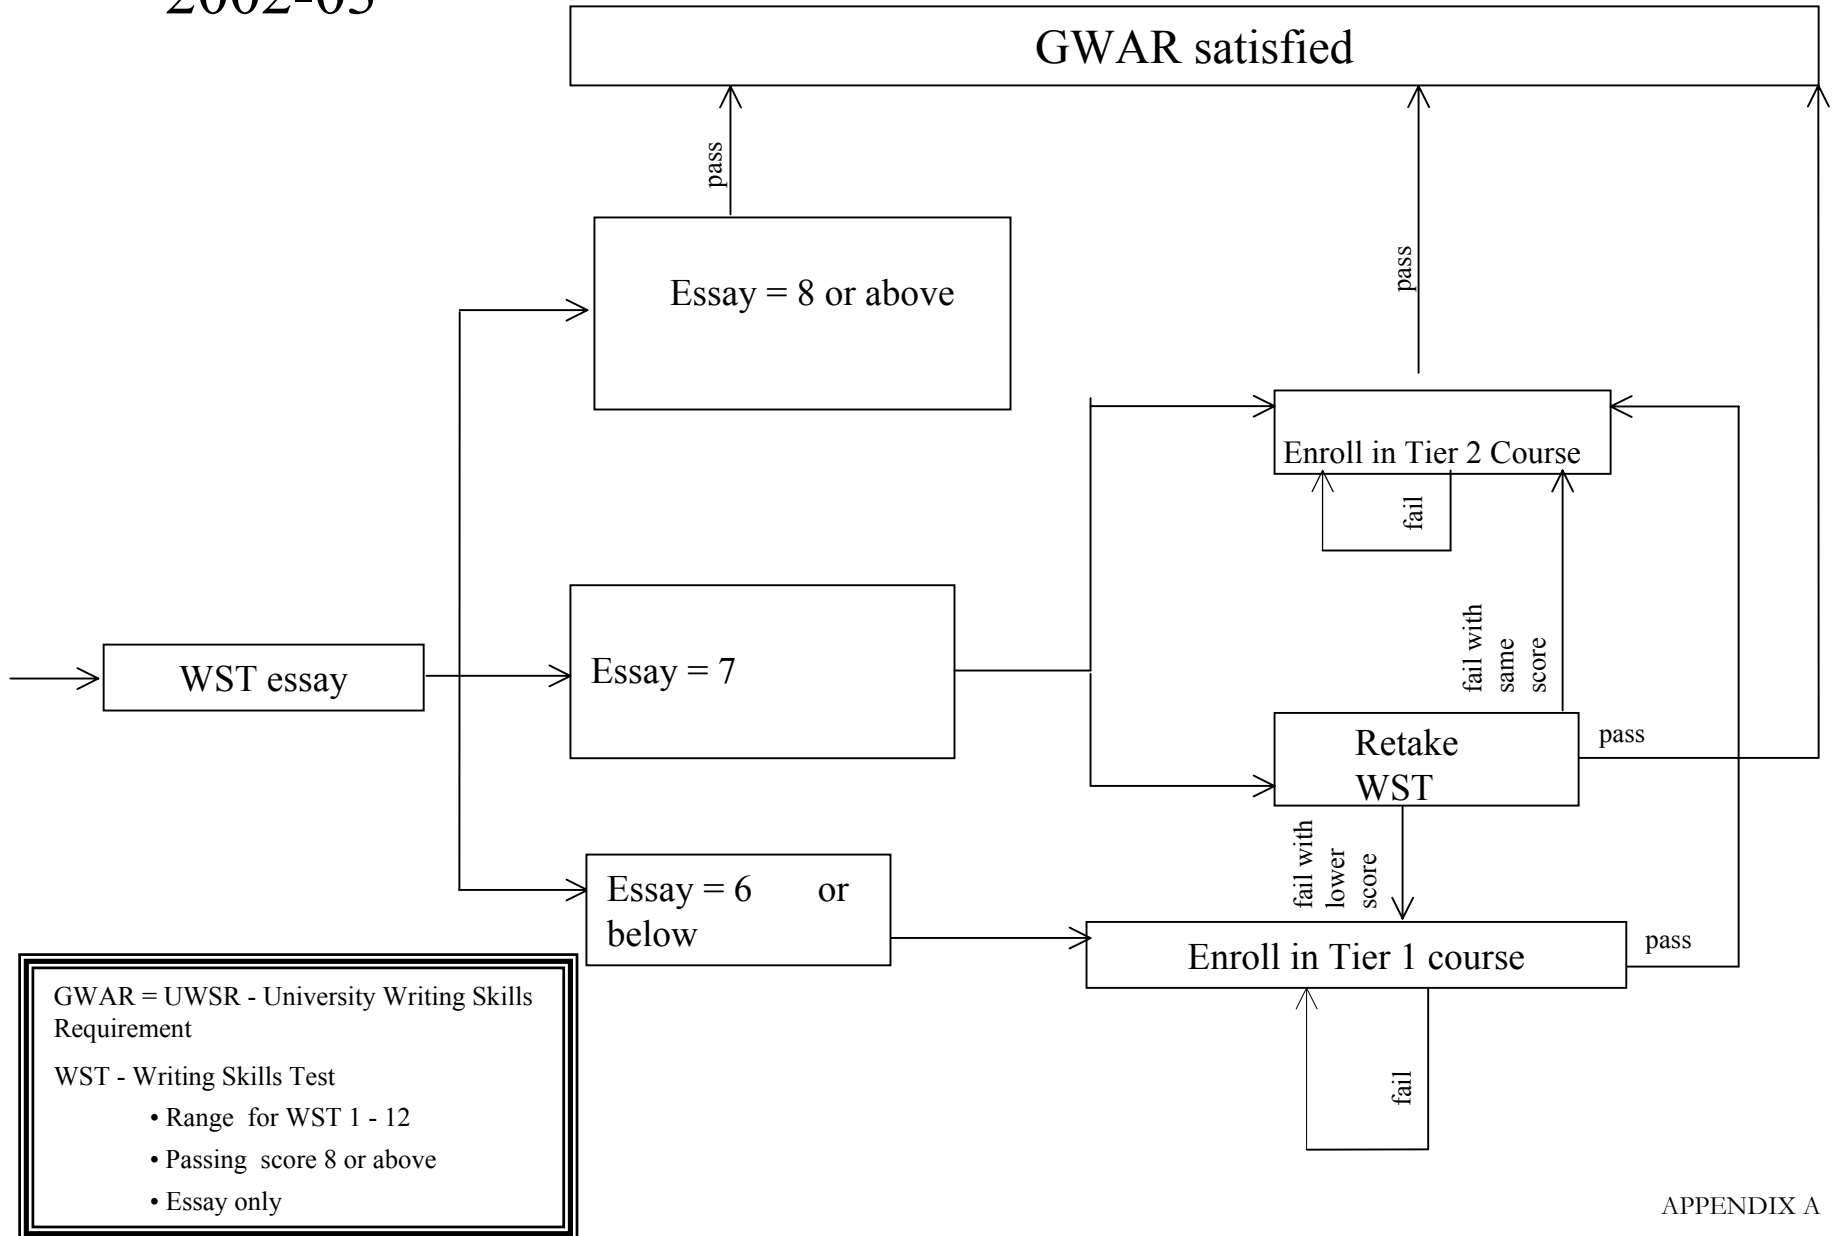 2002-03
GWAR satisfied
pass
Essay = 8 or above
pass
Enroll in Tier 2 Course
fail
Essay = 7
WST essay
fail with
same
score
Retake
WST
pass
fail with
lower
score
Essay = 6 or
below
Enroll in Tier 1 course
pass
fail
GWAR = UWSR - University Writing Skills
Requirement
WST - Writing Skills Test
• Range for WST 1 - 12
• Passing score 8 or above
• Essay only
APPENDIX A